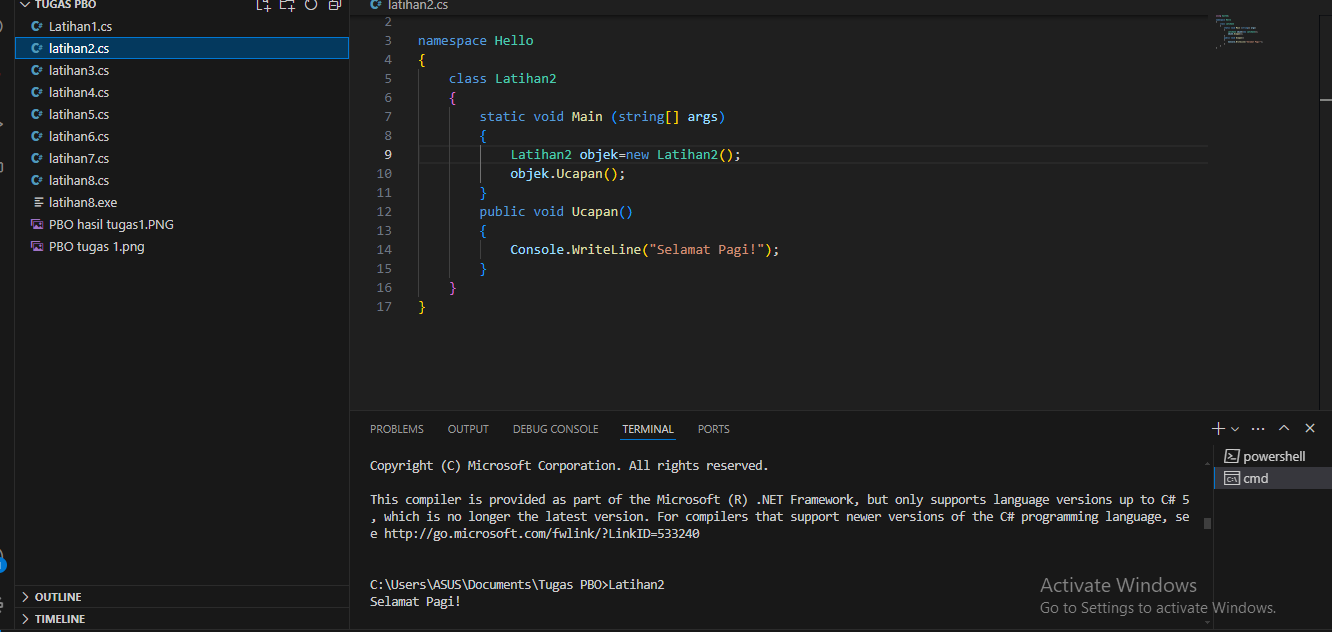 TUGAS PBO
Latihan1.cs
latihan2.cs
latihan3.cs
latihan4.cs
latihan5.cs
latihan6.cs
latihan7.cs
latihan8.cs
latihan8.exe
PBO hasil tugas1.PNG
PBO tugas 1.png
OUTLINE
TIMELINE
latihan2.cs
2
3 namespace Hello
4 {
5 class Latihan2
6 {
7 static void Main (string[] args)
8 {
9 Latihan2 objek=new Latihan2();
10 objek.Ucapan();
11 }
12 public void Ucapan()
13 {
14 Console.WriteLine("Selamat Pagi!");
15 }
16 }
17 }
PROBLEMS OUTPUT DEBUG CONSOLE TERMINAL PORTS
Copyright (C) Microsoft Corporation. All rights reserved.
This compiler is provided as part of the Microsoft (R) .NET Framework, but only supports language versions up to C# 5
, which is no longer the latest version. For compilers that support newer versions of the C# programming language, se
e http://go.microsoft.com/fwlink/?LinkID=533240
C:\Users\ASUS\Documents\Tugas PBO>Latihan2
Selamat Pagi!
powershell
cmd
Activate Windows
Go to Settings to activate Windows.